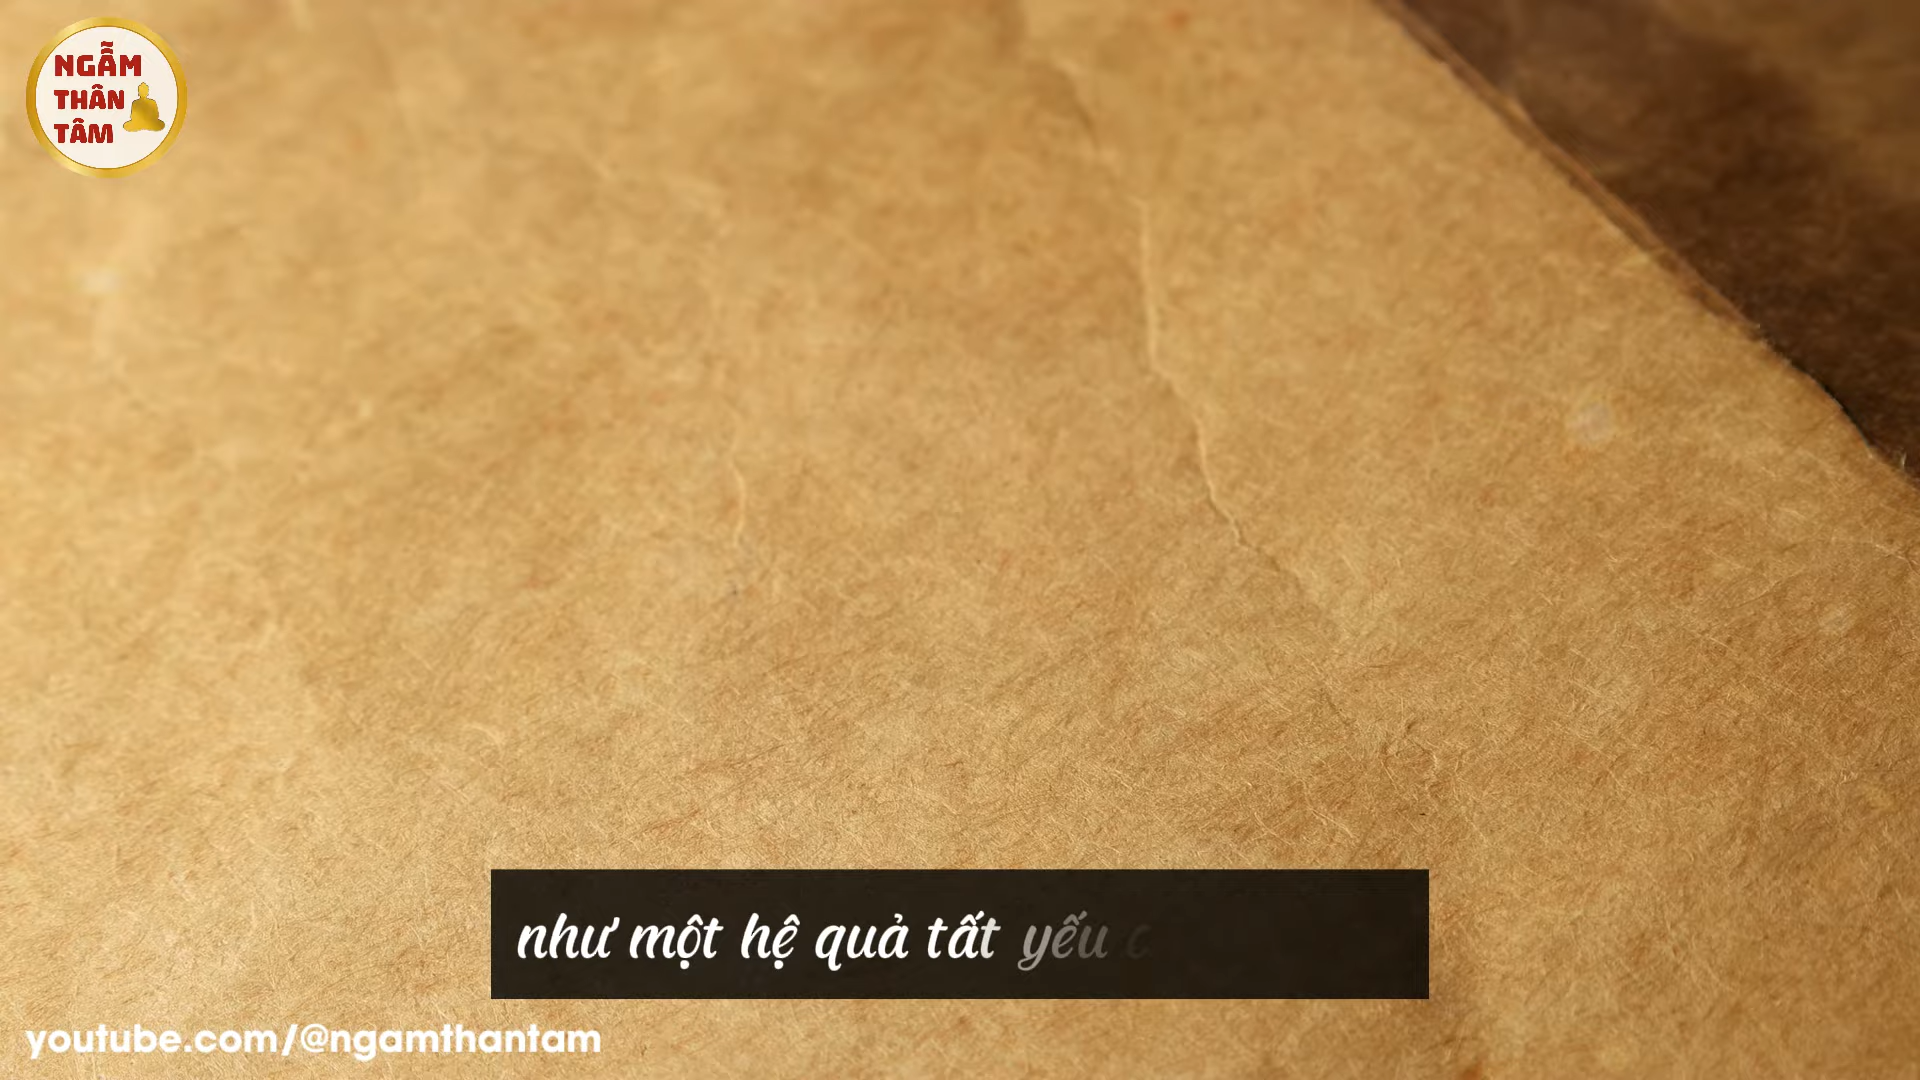 NGẪM
THÂN
TÂM
như một hệ quả tất yếu
youtube.com/@ngamthantam